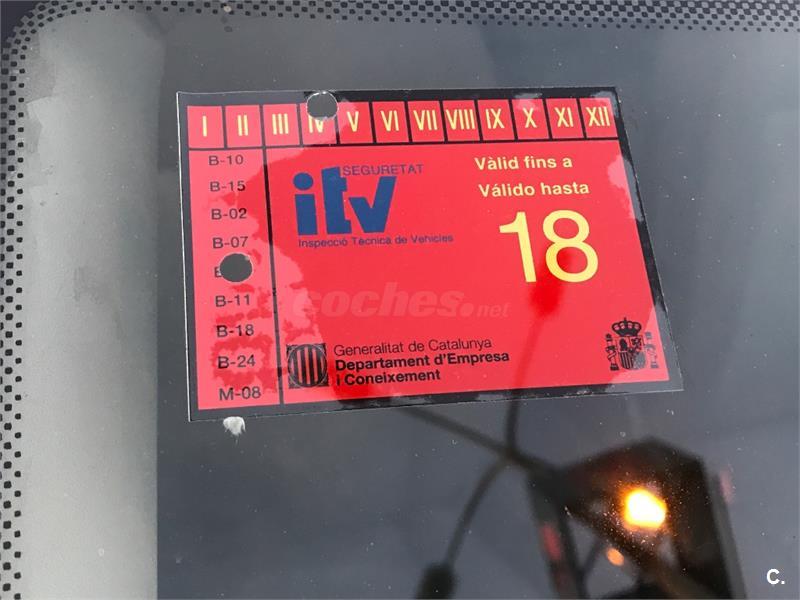 I II III IV V VI VII VIII IX X XI XII
B-10
B-15
B-02
B-07
B-11
B-18
B-24
M-08
SEGURETAT
itv
Inspecció Tècnica de Vehicles
Vàlid fins a
Válido hasta
18
coches.net
Generalitat de Catalunya
Departament d'Empresa
i Coneixement
C.